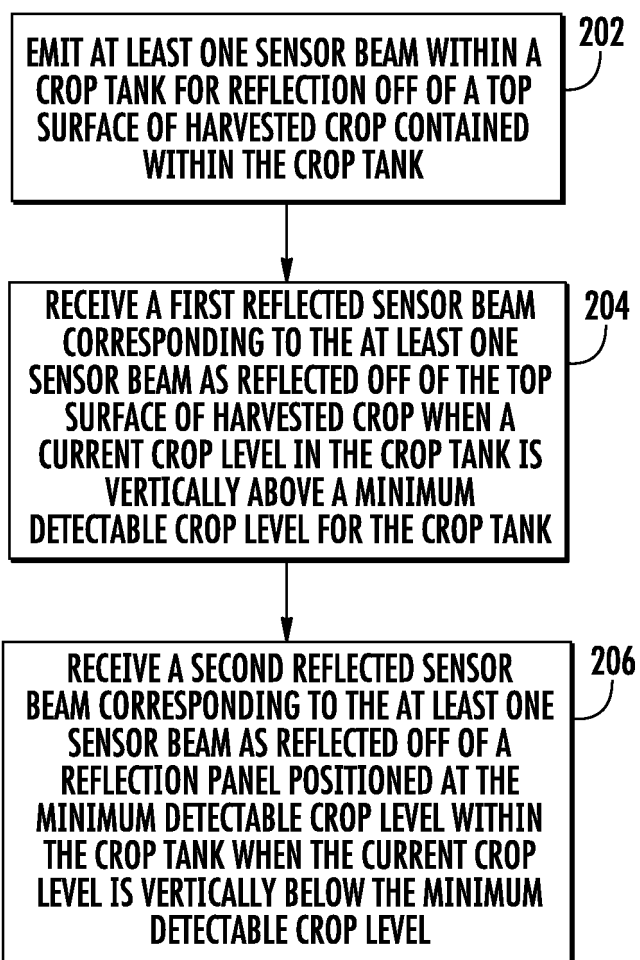 EMIT AT LEAST ONE SENSOR BEAM WITHIN A
CROP TANK FOR REFLECTION OFF OF A TOP
SURFACE OF HARVESTED CROP CONTAINED
WITHIN THE CROP TANK
202
RECEIVE A FIRST REFLECTED SENSOR BEAM
CORRESPONDING TO THE AT LEAST ONE
SENSOR BEAM AS REFLECTED OFF OF THE TOP
SURFACE OF HARVESTED CROP WHEN A
CURRENT CROP LEVEL IN THE CROP TANK IS
VERTICALLY ABOVE A MINIMUM
DETECTABLE CROP LEVEL FOR THE CROP TANK
204
RECEIVE A SECOND REFLECTED SENSOR
BEAM CORRESPONDING TO THE AT LEAST ONE
SENSOR BEAM AS REFLECTED OFF OF A
REFLECTION PANEL POSITIONED AT THE
MINIMUM DETECTABLE CROP LEVEL WITHIN
THE CROP TANK WHEN THE CURRENT CROP
LEVEL IS VERTICALLY BELOW THE MINIMUM
DETECTABLE CROP LEVEL
206